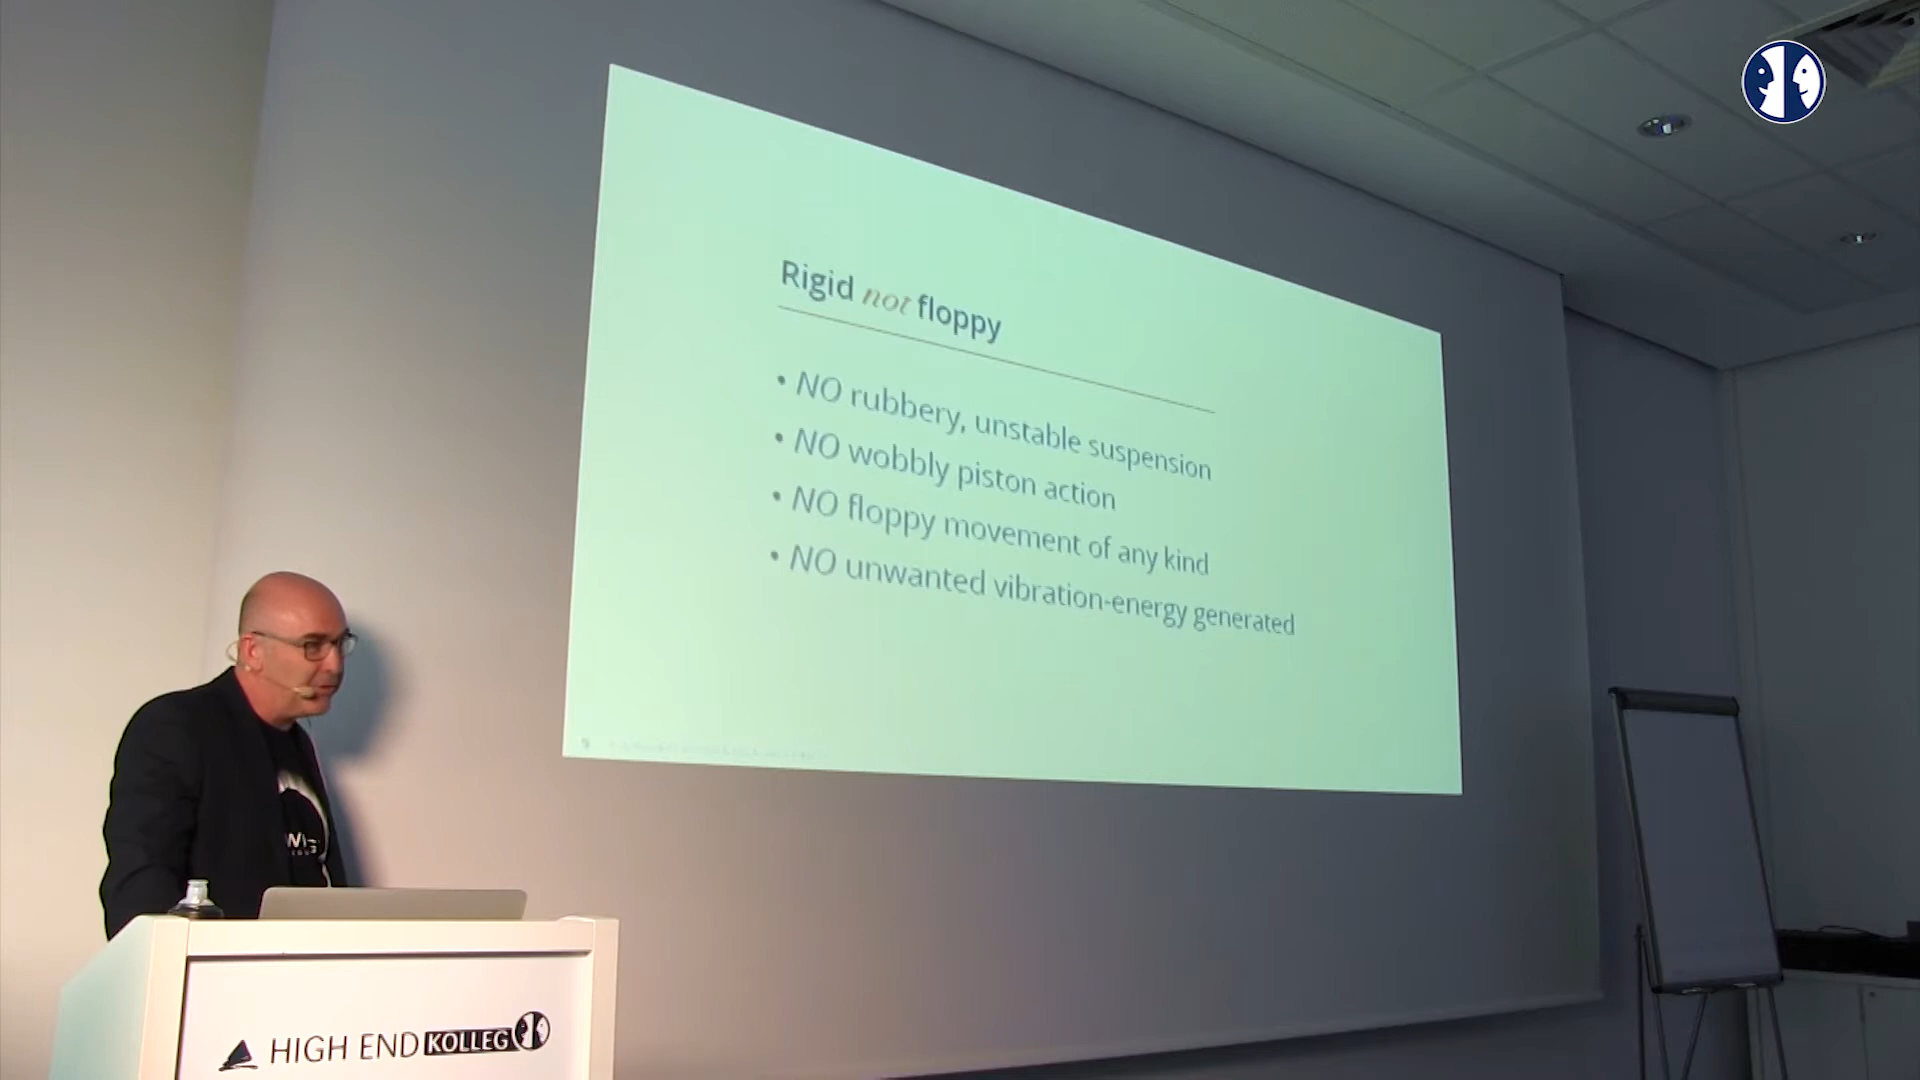 Rigid not floppy
• NO rubbery, unstable suspension
• NO wobbly piston action
• NO floppy movement of any kind
• NO unwanted vibration-energy generated
HIGH END KOLLEG